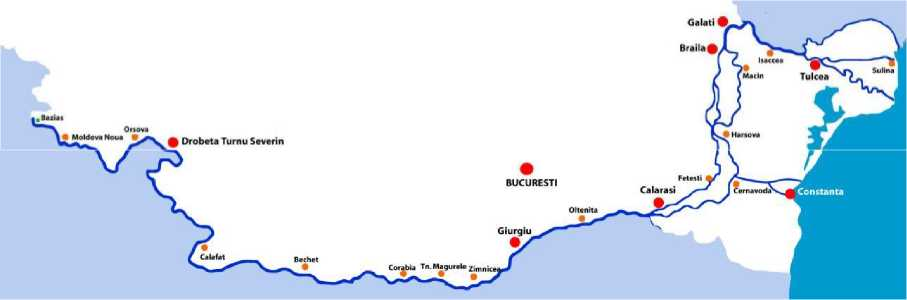 Galati
Braila
Isaccea
Macin
Tulcea
Sulina
Bazias
Moldova Noua
Orsova
Drobeta Turnu Severin
Harsova
BUCURESTI
Fetesti
Cernavoda
Constanta
Calarasi
Oltenita
Giurgiu
Calafat
Bechet
Corabia
Tn. Magurele
Zimnicea